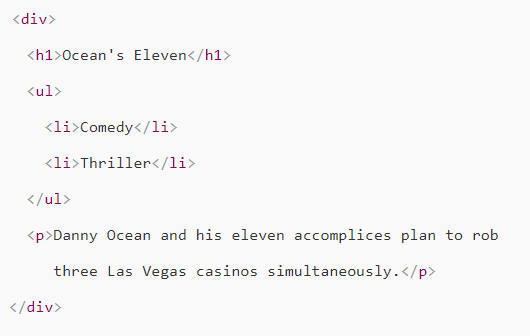 <div>
<h1>Ocean's Eleven</h1>
<ul>
<li>Comedy</li>
<li>Thriller</li>
</ul>
<p>Danny Ocean and his eleven accomplices plan to rob
three Las Vegas casinos simultaneously.</p>
</div>